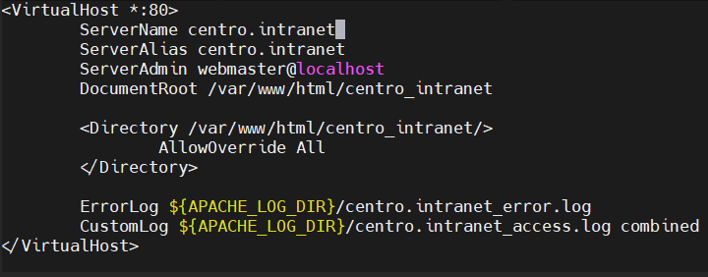 <VirtualHost *:80>
ServerName centro.intranet
ServerAlias centro.intranet
ServerAdmin webmaster@localhost
DocumentRoot /var/www/html/centro_intranet
<Directory /var/www/html/centro_intranet/>
AllowOverride All
</Directory>
ErrorLog ${APACHE_LOG_DIR}/centro.intranet_error.log
CustomLog ${APACHE_LOG_DIR}/centro.intranet_access.log combined
</VirtualHost>